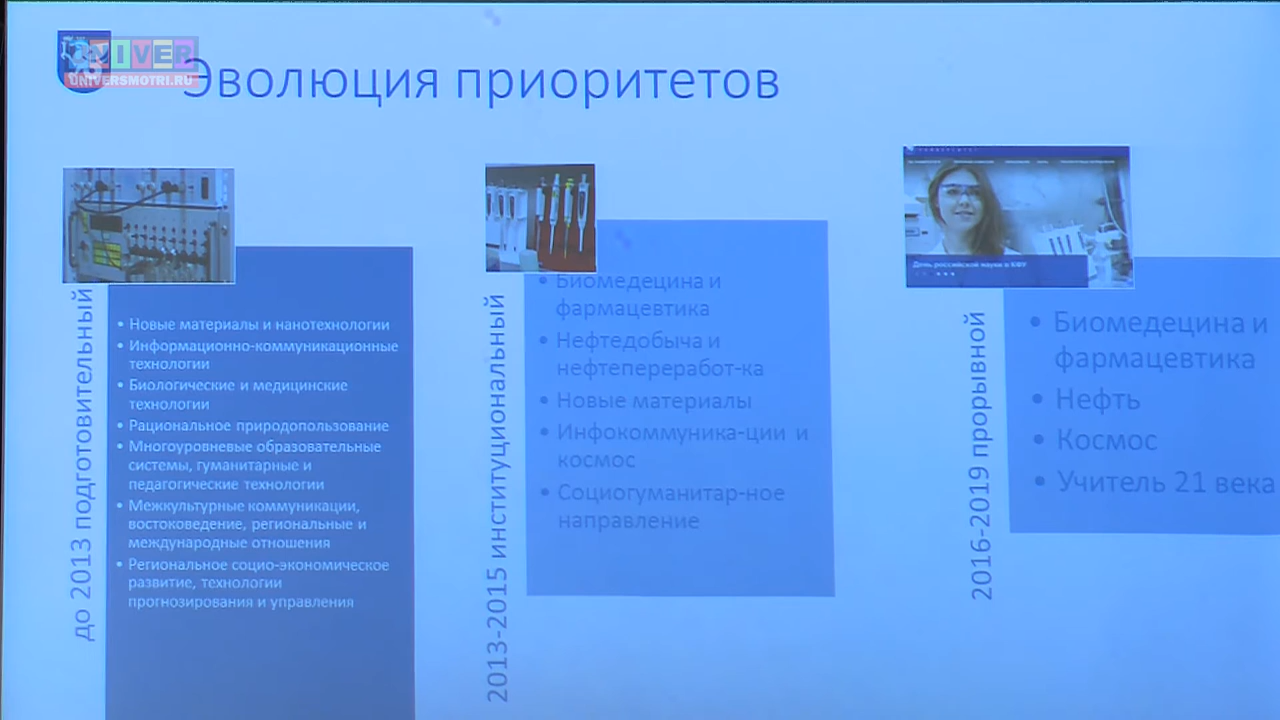 UNIVER
UNIVERSMOTRI.RU
Эволюция приоритетов
до 2013 подготовительный
• Новые материалы и нанотехнологии
• Информационно-коммуникационные
технологии
• Биологические и медицинские
технологии
• Рациональное природопользование
• Многоуровневые образовательные
системы, гуманитарные и
педагогические технологии
• Межкультурные коммуникации,
востоковедение, региональные и
международные отношения
• Региональное социо-экономическое
развитие, технологии
прогнозирования и управления
2013-2015 институциональный
• Биомедецина и
фармацевтика
• Нефтедобыча и
нефтепереработ-ка
• Новые материалы
• Инфокоммуника-ции и
космос
• Социогуманитар-ное
направление
День российской науки в КФУ
2016-2019 прорывной
• Биомедецина и
фармацевтика
• Нефть
• Космос
• Учитель 21 века